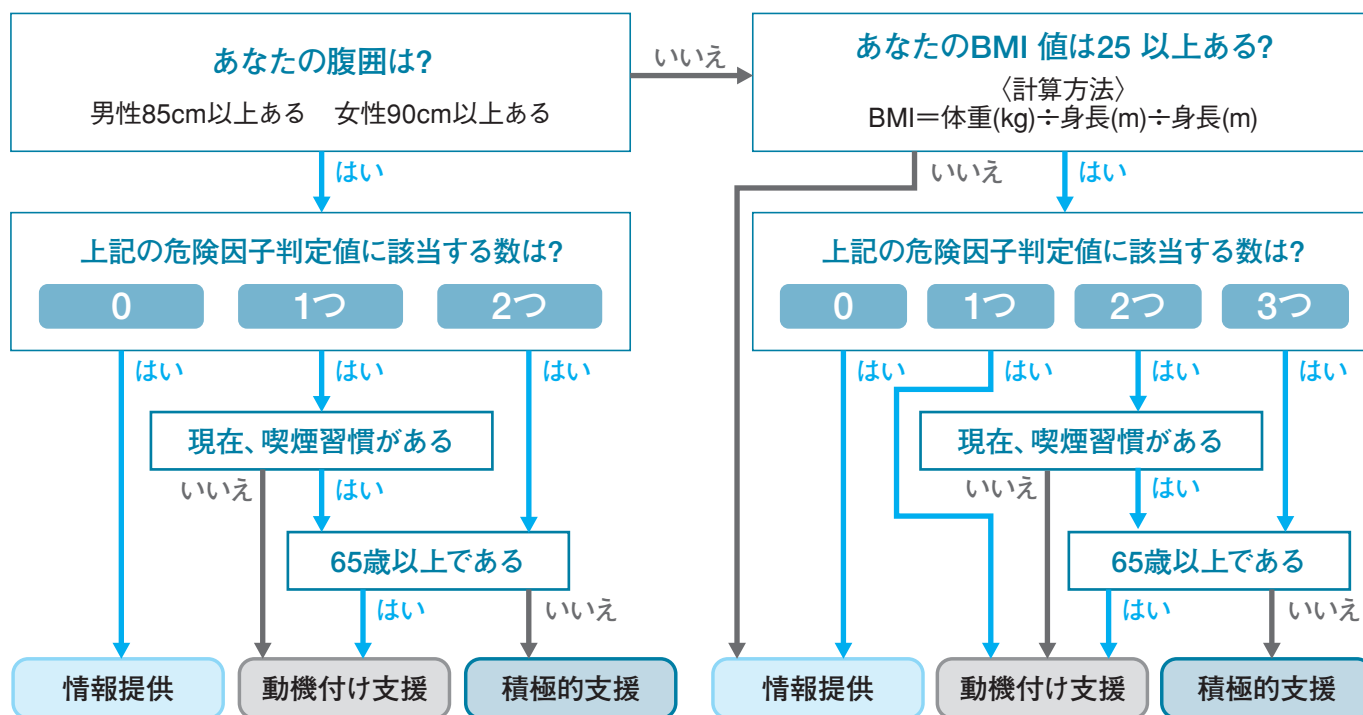 あなたの腹囲は?
男性85cm以上ある 女性90cm以上ある
いいえ
あなたのBMI 値は25 以上ある?
〈計算方法〉
BMI＝体重(kg)÷身長(m)÷身長(m)
はい
いいえ
はい
上記の危険因子判定値に該当する数は?
0
1つ
2つ
はい
はい
はい
現在、喫煙習慣がある
いいえ
はい
65歳以上である
はい
いいえ
情報提供
動機付け支援
積極的支援
上記の危険因子判定値に該当する数は?
0
1つ
2つ
3つ
はい
はい
はい
はい
現在、喫煙習慣がある
いいえ
はい
65歳以上である
はい
いいえ
情報提供
動機付け支援
積極的支援